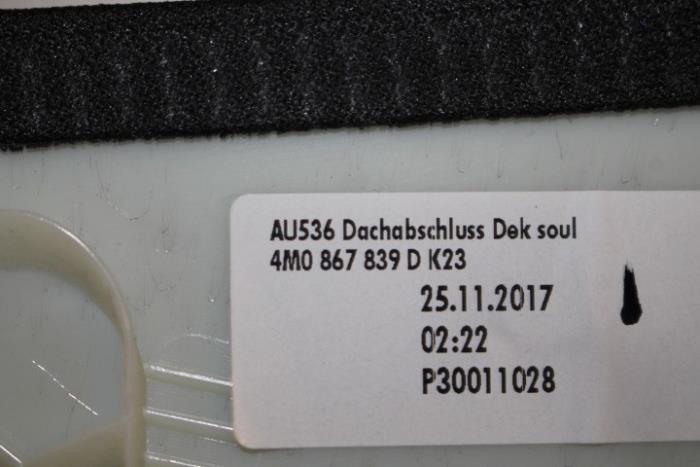 AU536 Dachabschluss Dek soul
4M0 867 839 D K23
25.11.2017
02:22
P30011028